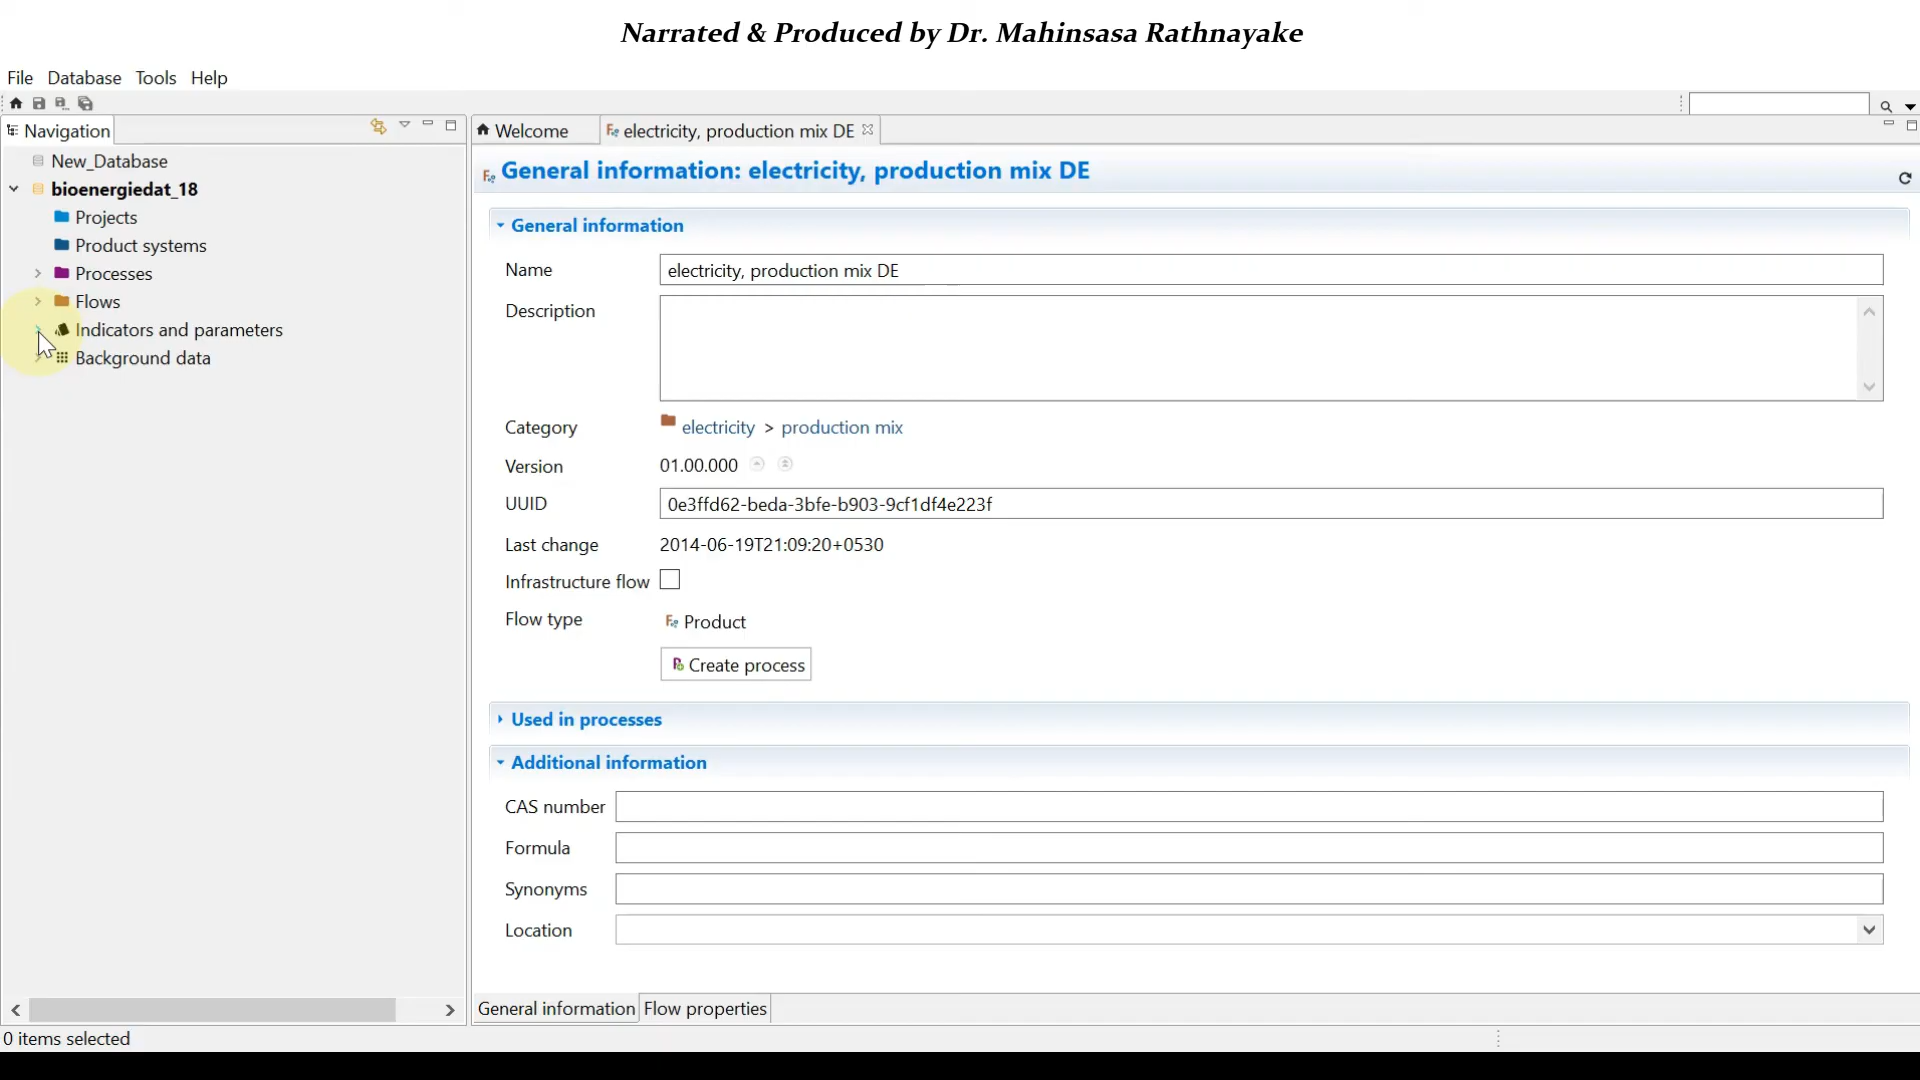 Narrated & Produced by Dr. Mahinsasa Rathnayake
File Database Tools Help
Navigation
Welcome
electricity, production mix DE
New_Database
bioenergiedat_18
Projects
Product systems
Processes
Flows
Indicators and parameters
Background data
General information: electricity, production mix DE
General information
Name
electricity, production mix DE
Description
Category
electricity > production mix
Version
01.00.000
UUID
0e3ffd62-beda-3bfe-b903-9cf1df4e223f
Last change
2014-06-19T21:09:20+0530
Infrastructure flow
Flow type
Product
Create process
Used in processes
Additional information
CAS number
Formula
Synonyms
Location
General information
Flow properties
0 items selected